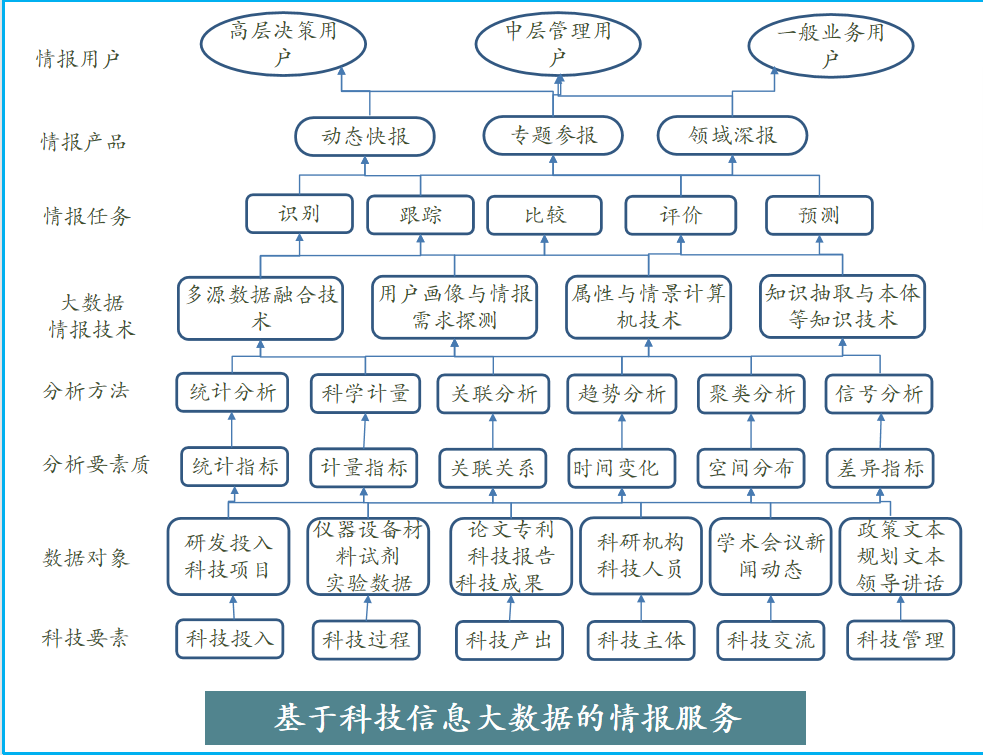 情报用户
高层决策用
户
中层管理用
户
一般业务用
户
情报产品
动态快报
专题参报
领域深报
情报任务
识别
跟踪
比较
评价
预测
大数据
情报技术
多源数据融合技
术
用户画像与情报
需求探测
属性与情景计算
机技术
知识抽取与本体
等知识技术
分析方法
统计分析
科学计量
关联分析
趋势分析
聚类分析
信号分析
分析要素质
统计指标
计量指标
关联关系
时间变化
空间分布
差异指标
数据对象
研发投入
科技项目
仪器设备材
料试剂
实验数据
论文专利
科技报告
科技成果
科研机构
科技人员
学术会议新
闻动态
政策文本
规划文本
领导讲话
科技要素
科技投入
科技过程
科技产出
科技主体
科技交流
科技管理
基于科技信息大数据的情报服务